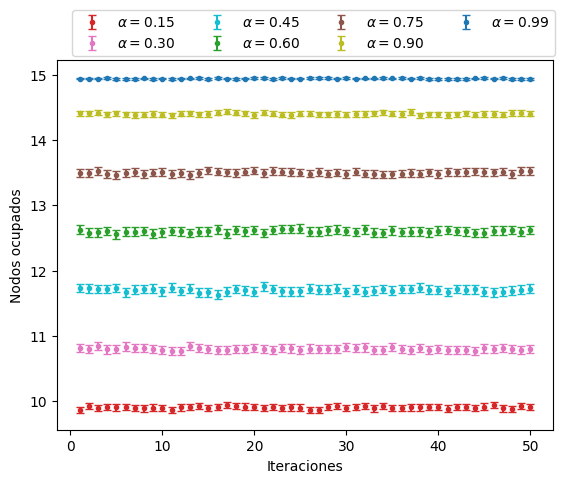 α = 0.15 α = 0.45 α = 0.75 α = 0.99
α = 0.30 α = 0.60 α = 0.90
15
14
13
12
11
10
Nodos ocupados
0 10 20 30 40 50
Iteraciones